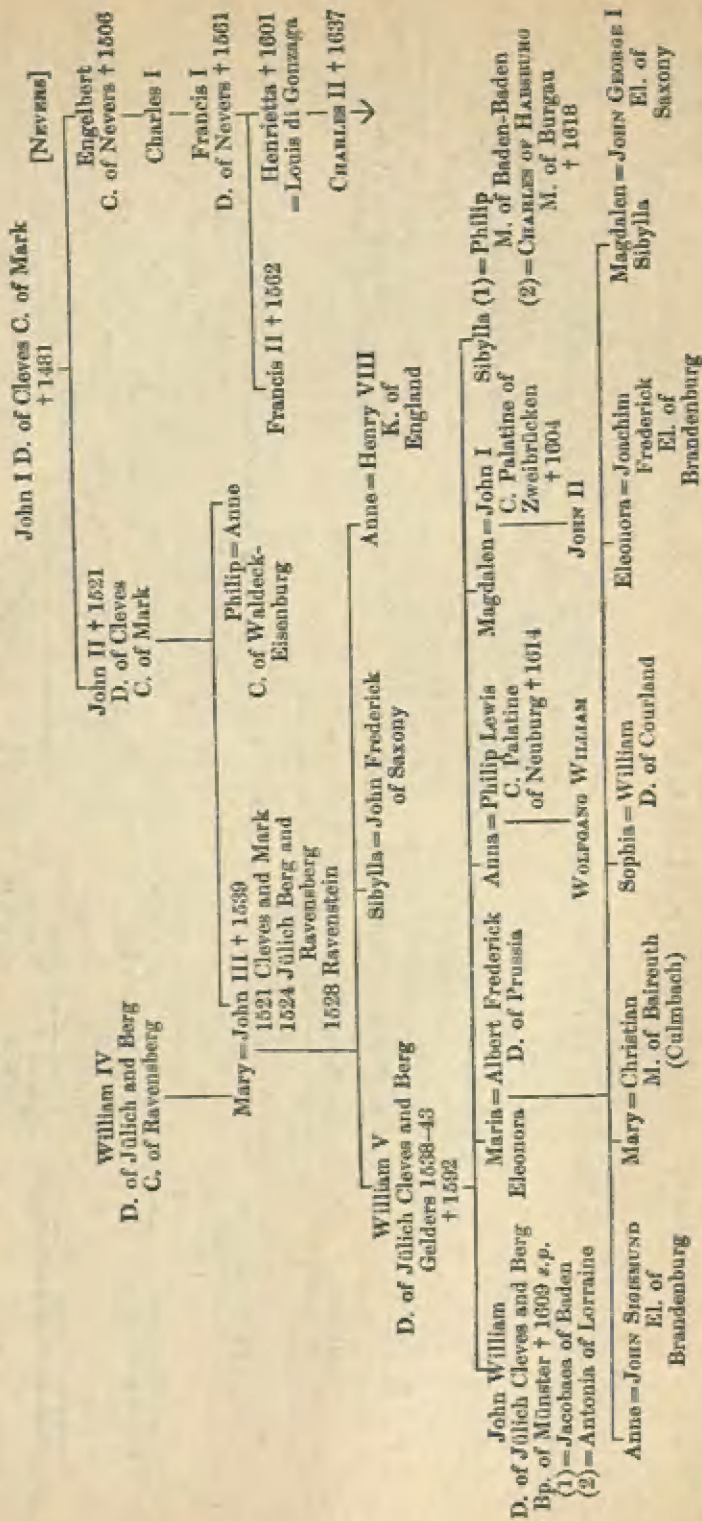 John I D. of Cleves C. of Mark
† 1481
[NEVERS]
John II † 1521
D. of Cleves
C. of Mark
Engelbert
C. of Nevers † 1506
Charles I
Francis I
D. of Nevers † 1561
William IV
D. of Jülich and Berg
C. of Ravensberg
Mary=John III † 1539
1521 Cleves and Mark
1524 Jülich Berg and
Ravensberg
1528 Ravenstein
Philip=Anne
C. of Waldeck-
Eisenburg
Francis II † 1562
Henrietta † 1601
=Louis di Gonzaga
CHARLES II † 1637
William V
D. of Jülich Cleves and Berg
Gelders 1538–43
† 1592
Sibylla=John Frederick
of Saxony
Anne=Henry VIII
K. of
England
John William
D. of Jülich Cleves and Berg
Bp. of Münster † 1609 s.p.
(1)=Jacobaea of Baden
(2)=Antonia of Lorraine
Maria=Albert Frederick
D. of Prussia
Eleonora
Anna=Philip Lewis
C. Palatine
of Neuburg † 1614
WOLFGANG WILLIAM
Magdalen=John I
C. Palatine of
Zweibrücken
† 1604
JOHN II
Sibylla (1)=Philip
M. of Baden-Baden
(2)=CHARLES OF HABSBURG
M. of Burgau
† 1618
Anne=JOHN SIGISMUND
El. of
Brandenburg
Mary=Christian
M. of Baireuth
(Culmbach)
Sophia=William
D. of Courland
Eleonora=Joachim
Frederick
El. of
Brandenburg
Magdalen=JOHN GEORGE I
Sibylla
El. of
Saxony